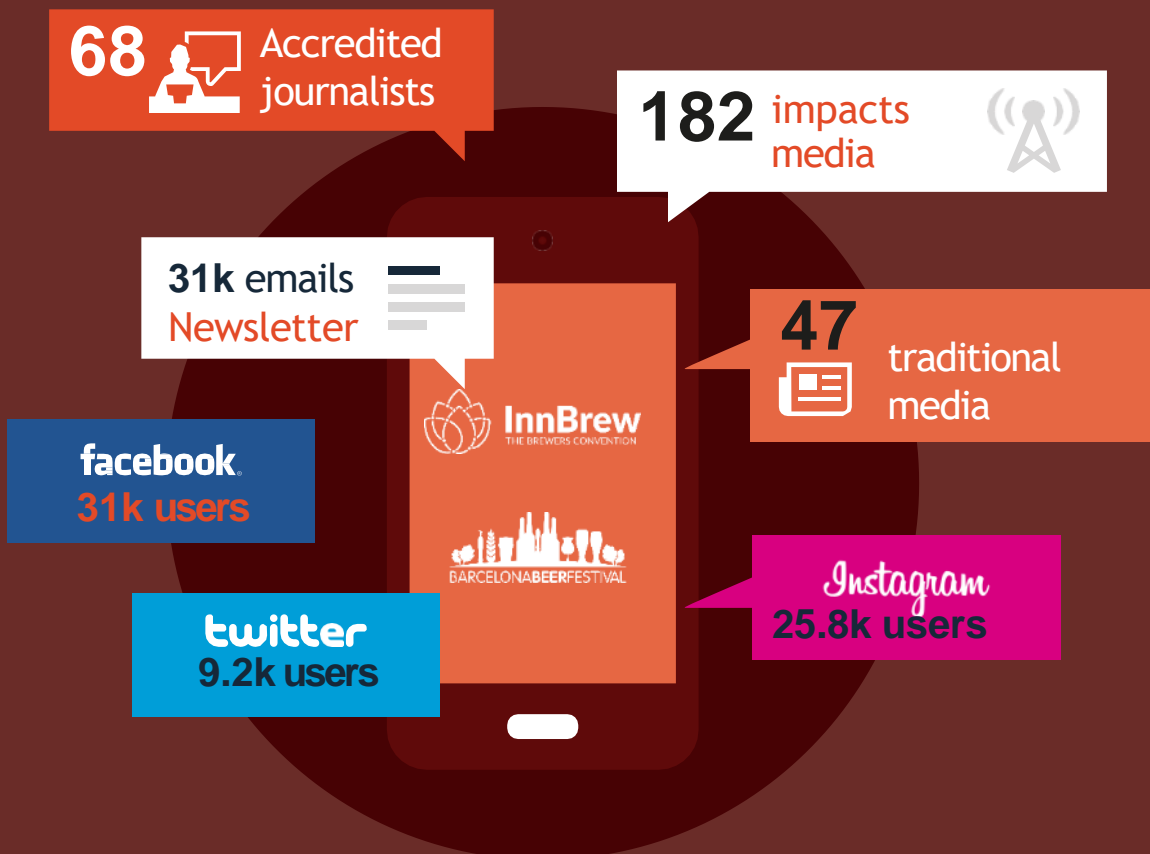 68
Accredited
journalists
182
impacts
media
31k emails
Newsletter
47
traditional
media
InnBrew
THE BREWERS CONVENTION
facebook.
31k users
BARCELONABEERFESTIVAL
Instagram
25.8k users
twitter
9.2k users